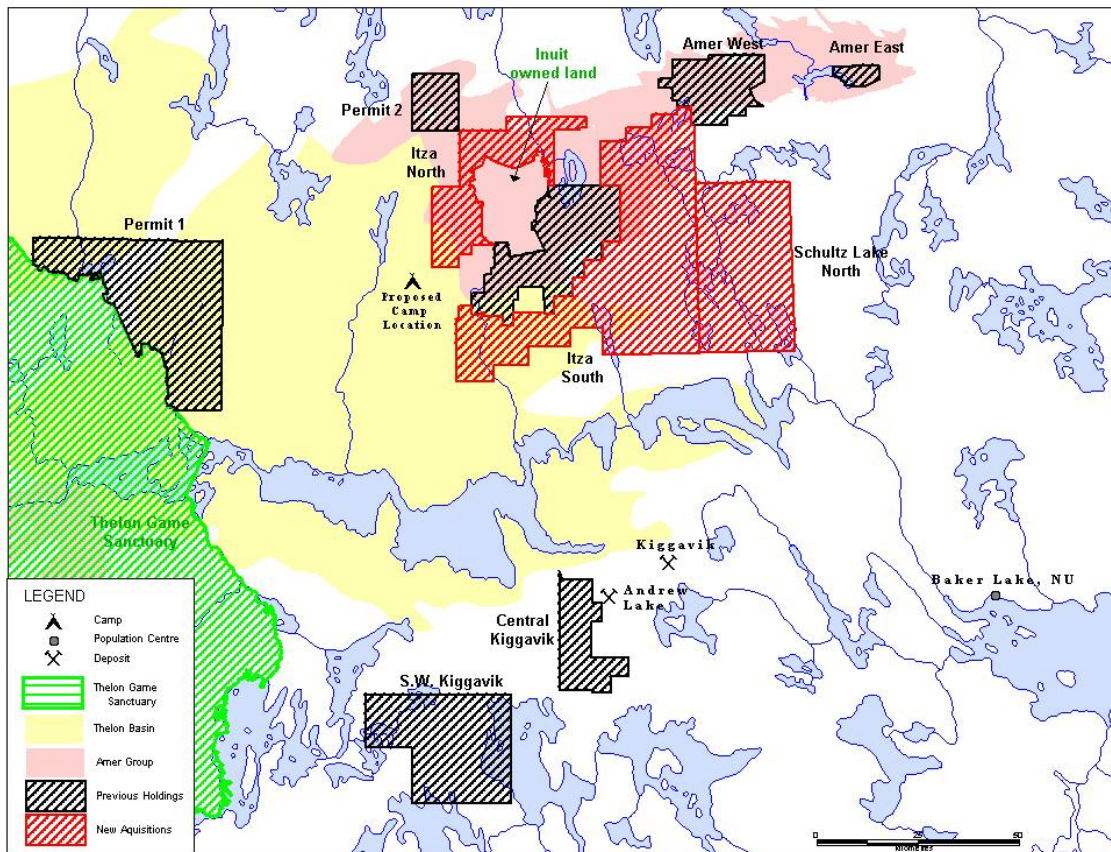 Amer West
Amer East
Inuit
owned land
Permit 2
Itza
North
Permit 1
Schultz Lake
North
Proposed
Camp
Location
Itza
South
Thelon Game
Sanctuary
Kiggavik
Andrew
Lake
Baker Lake, NU
Central
Kiggavik
S.W. Kiggavik
LEGEND
Camp
Population Centre
Deposit
Thelon Game
Sanctuary
Thelon Basin
Amer Group
Previous Holdings
New Aquisitions
0 25 50
kilometres